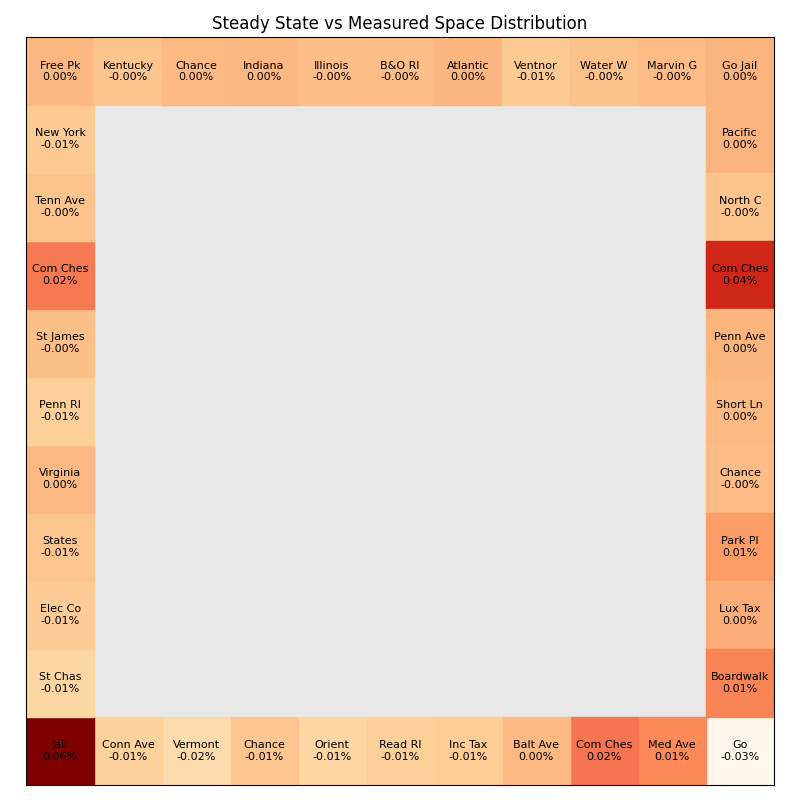 Steady State vs Measured Space Distribution
Free Pk
0.00%
Kentucky
-0.00%
Chance
0.00%
Indiana
0.00%
Illinois
-0.00%
B&O Rl
-0.00%
Atlantic
0.00%
Ventnor
-0.01%
Water W
-0.00%
Marvin G
-0.00%
Go Jail
0.00%
New York
-0.01%
Pacific
0.00%
Tenn Ave
-0.00%
North C
-0.00%
Com Ches
0.02%
Com Ches
0.04%
St James
-0.00%
Penn Ave
0.00%
Penn Rl
-0.01%
Short Ln
0.00%
Virginia
0.00%
Chance
-0.00%
States
-0.01%
Park Pl
0.01%
Elec Co
-0.01%
Lux Tax
0.00%
St Chas
-0.01%
Boardwalk
0.01%
Jail
0.06%
Conn Ave
-0.01%
Vermont
-0.02%
Chance
-0.01%
Orient
-0.01%
Read Rl
-0.01%
Inc Tax
-0.01%
Balt Ave
0.00%
Com Ches
0.02%
Med Ave
0.01%
Go
-0.03%